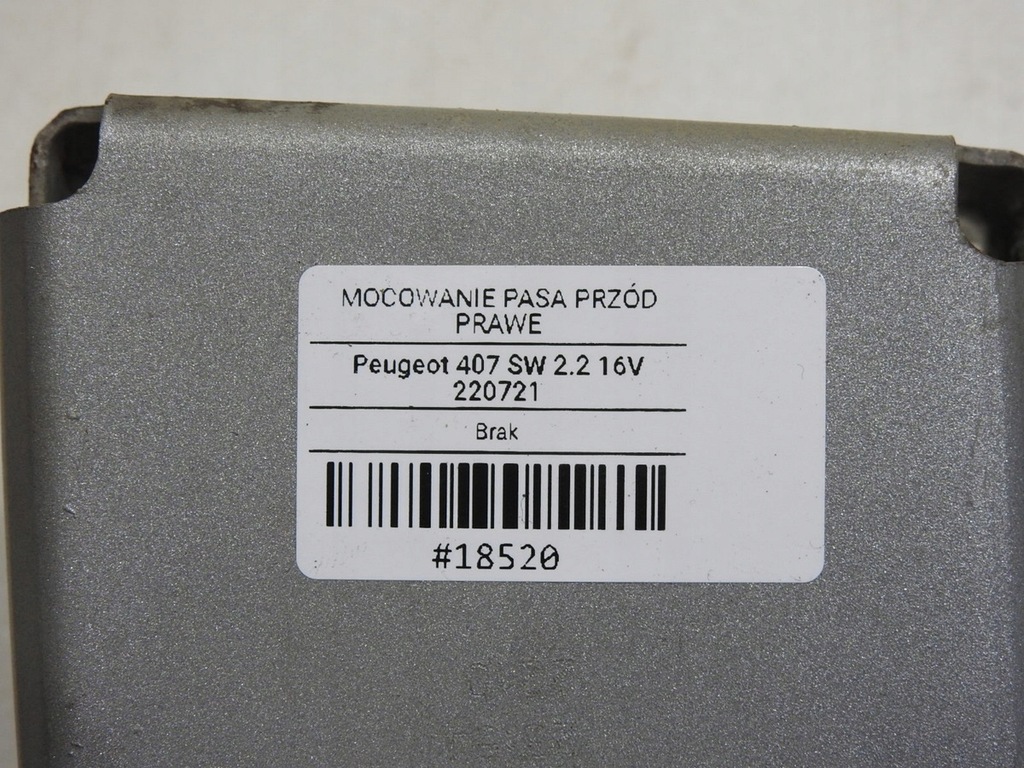 MOCOWANIE PASA PRZÓD
PRAWE
Peugeot 407 SW 2.2 16V
220721
Brak
#18520